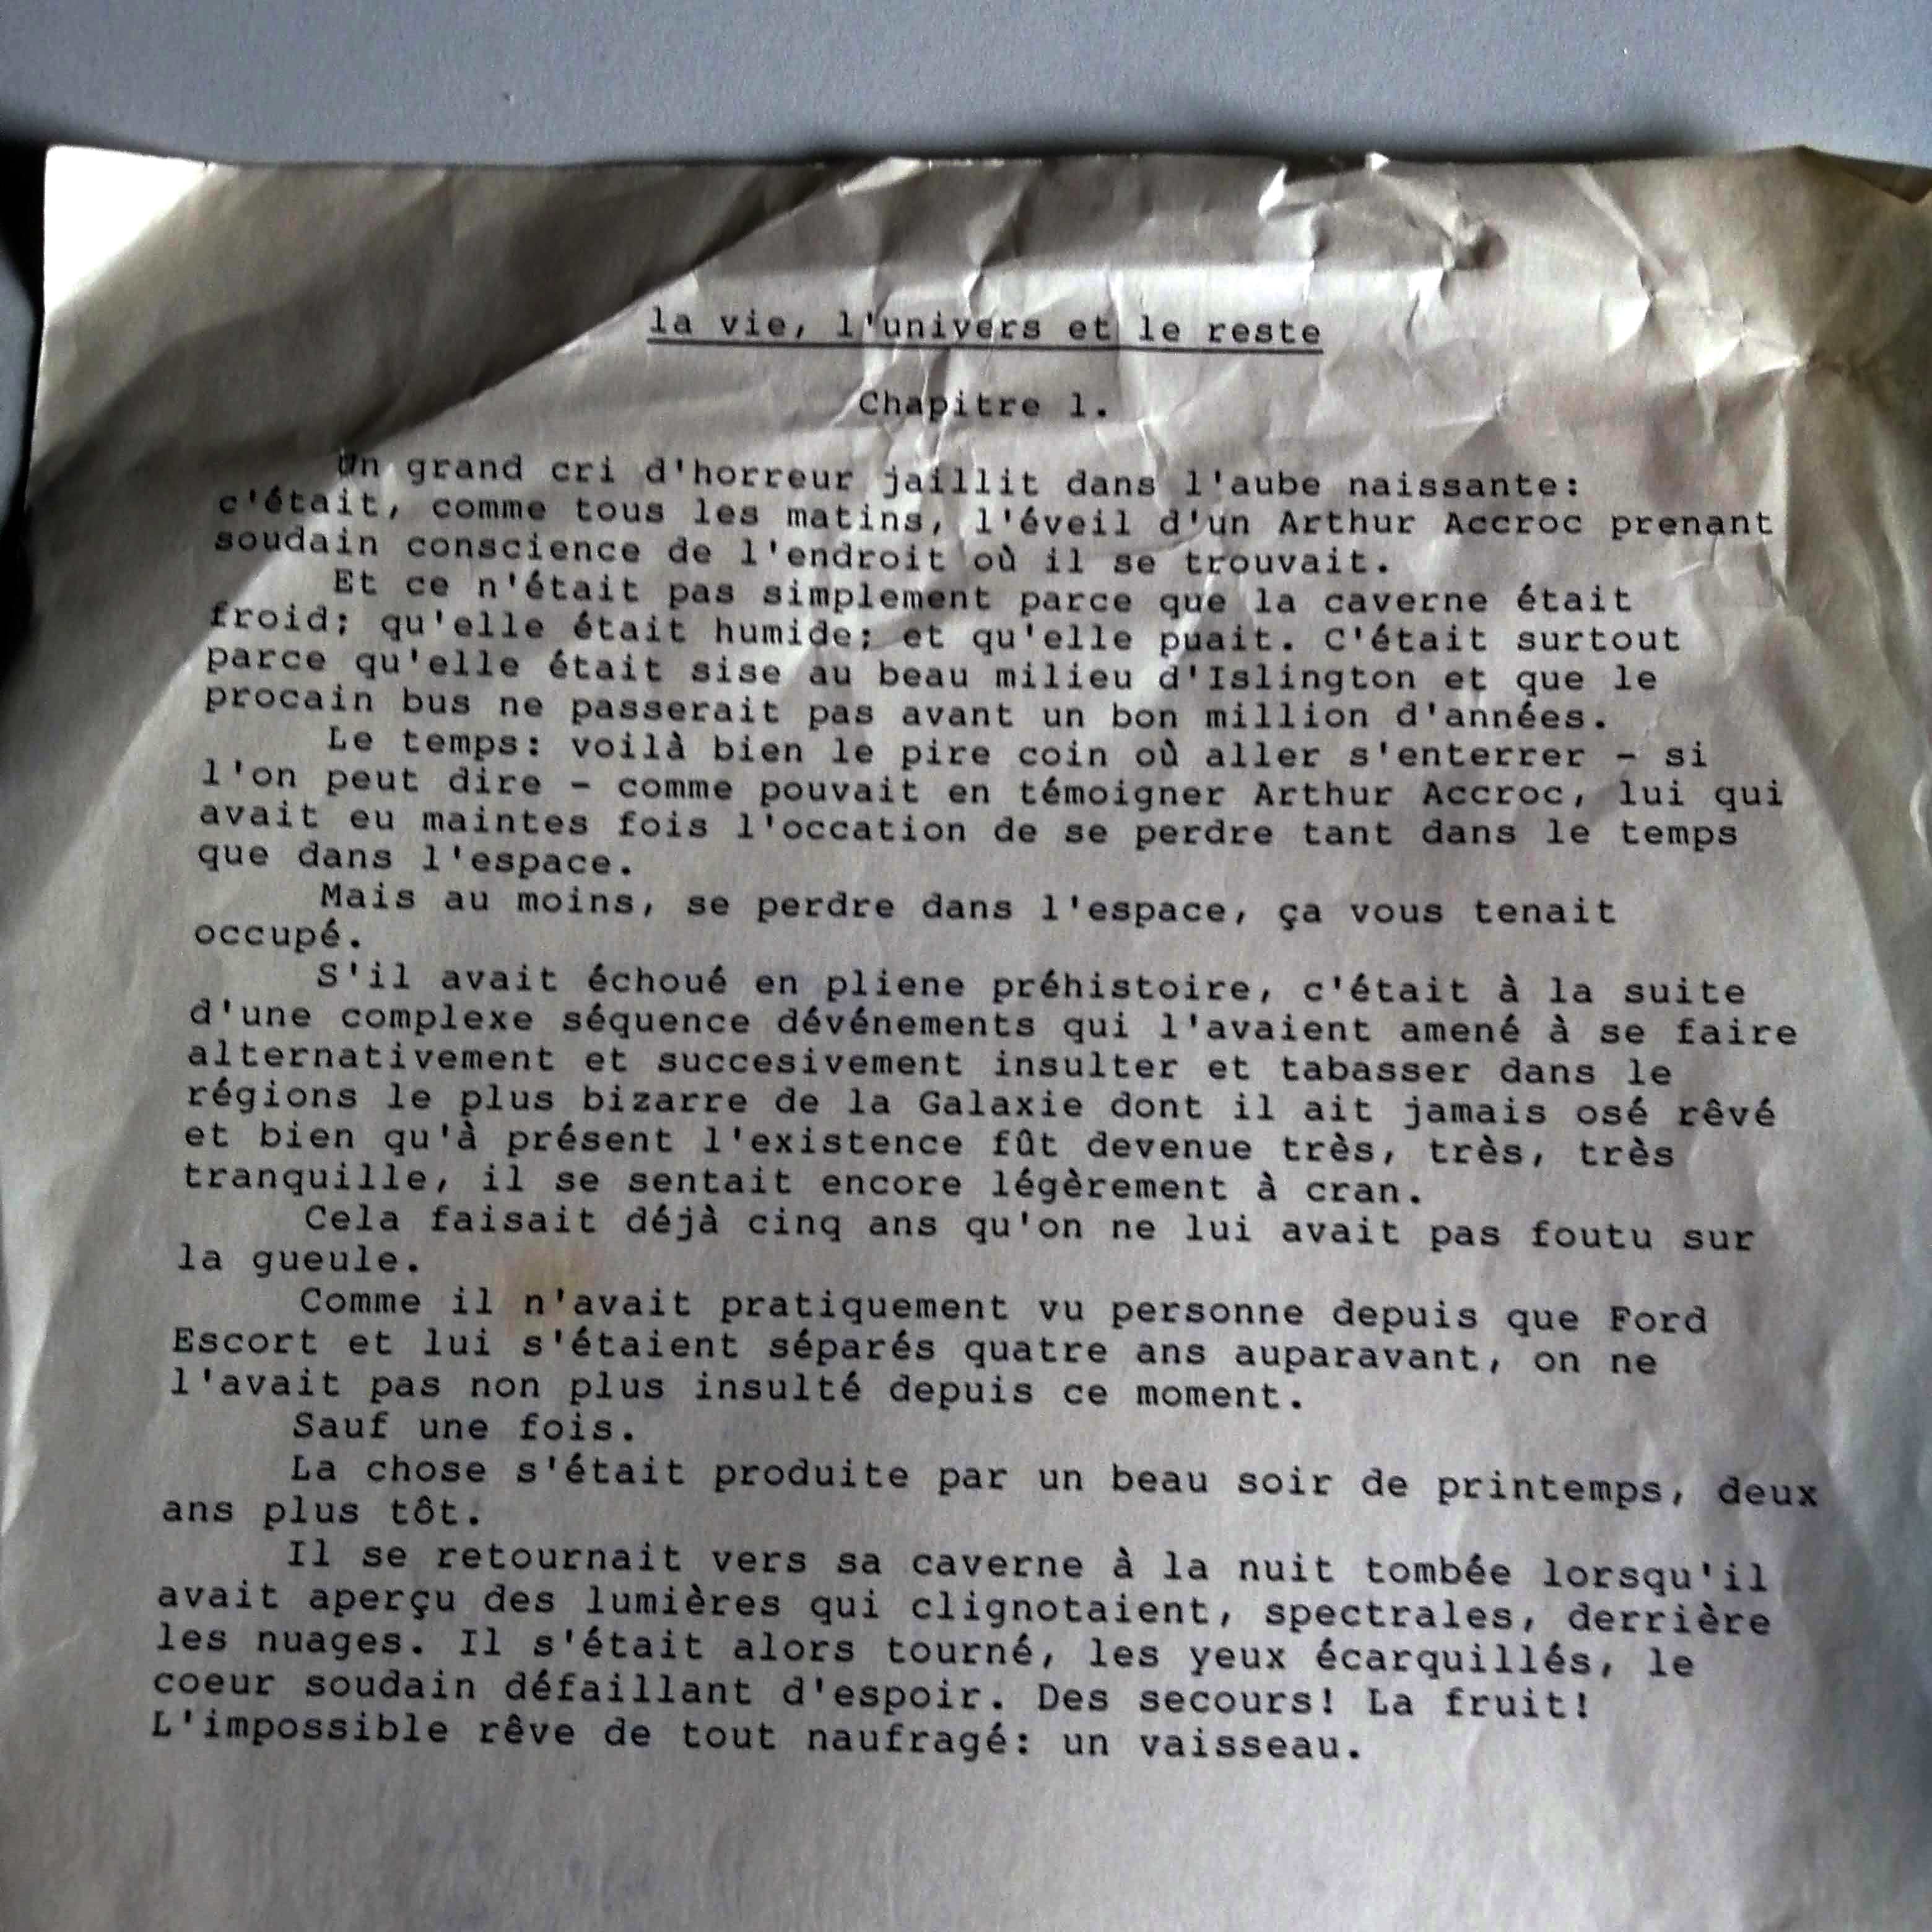 la vie, l'univers et le reste
Chapitre 1.
Un grand cri d'horreur jaillit dans l'aube naissante:
c'était, comme tous les matins, l'éveil d'un Arthur Accroc prenant
soudain conscience de l'endroit où il se trouvait.
Et ce n'était pas simplement parce que la caverne était
froid; qu'elle était humide; et qu'elle puait. C'était surtout
parce qu'elle était sise au beau milieu d'Islington et que le
procain bus ne passerait pas avant un bon million d'années.
Le temps: voilà bien le pire coin où aller s'enterrer - si
l'on peut dire - comme pouvait en témoigner Arthur Accroc, lui qui
avait eu maintes fois l'occation de se perdre tant dans le temps
que dans l'espace.
Mais au moins, se perdre dans l'espace, ça vous tenait
occupé.
S'il avait échoué en pliene préhistoire, c'était à la suite
d'une complexe séquence dévénements qui l'avaient amené à se faire
alternativement et succesivement insulter et tabasser dans le
régions le plus bizarre de la Galaxie dont il ait jamais osé rêvé
et bien qu'à présent l'existence fût devenue très, très, très
tranquille, il se sentait encore légèrement à cran.
Cela faisait déjà cinq ans qu'on ne lui avait pas foutu sur
la gueule.
Comme il n'avait pratiquement vu personne depuis que Ford
Escort et lui s'étaient séparés quatre ans auparavant, on ne
l'avait pas non plus insulté depuis ce moment.
Sauf une fois.
La chose s'était produite par un beau soir de printemps, deux
ans plus tôt.
Il se retournait vers sa caverne à la nuit tombée lorsqu'il
avait aperçu des lumières qui clignotaient, spectrales, derrière
les nuages. Il s'était alors tourné, les yeux écarquillés, le
coeur soudain défaillant d'espoir. Des secours! La fruit!
L'impossible rêve de tout naufragé: un vaisseau.